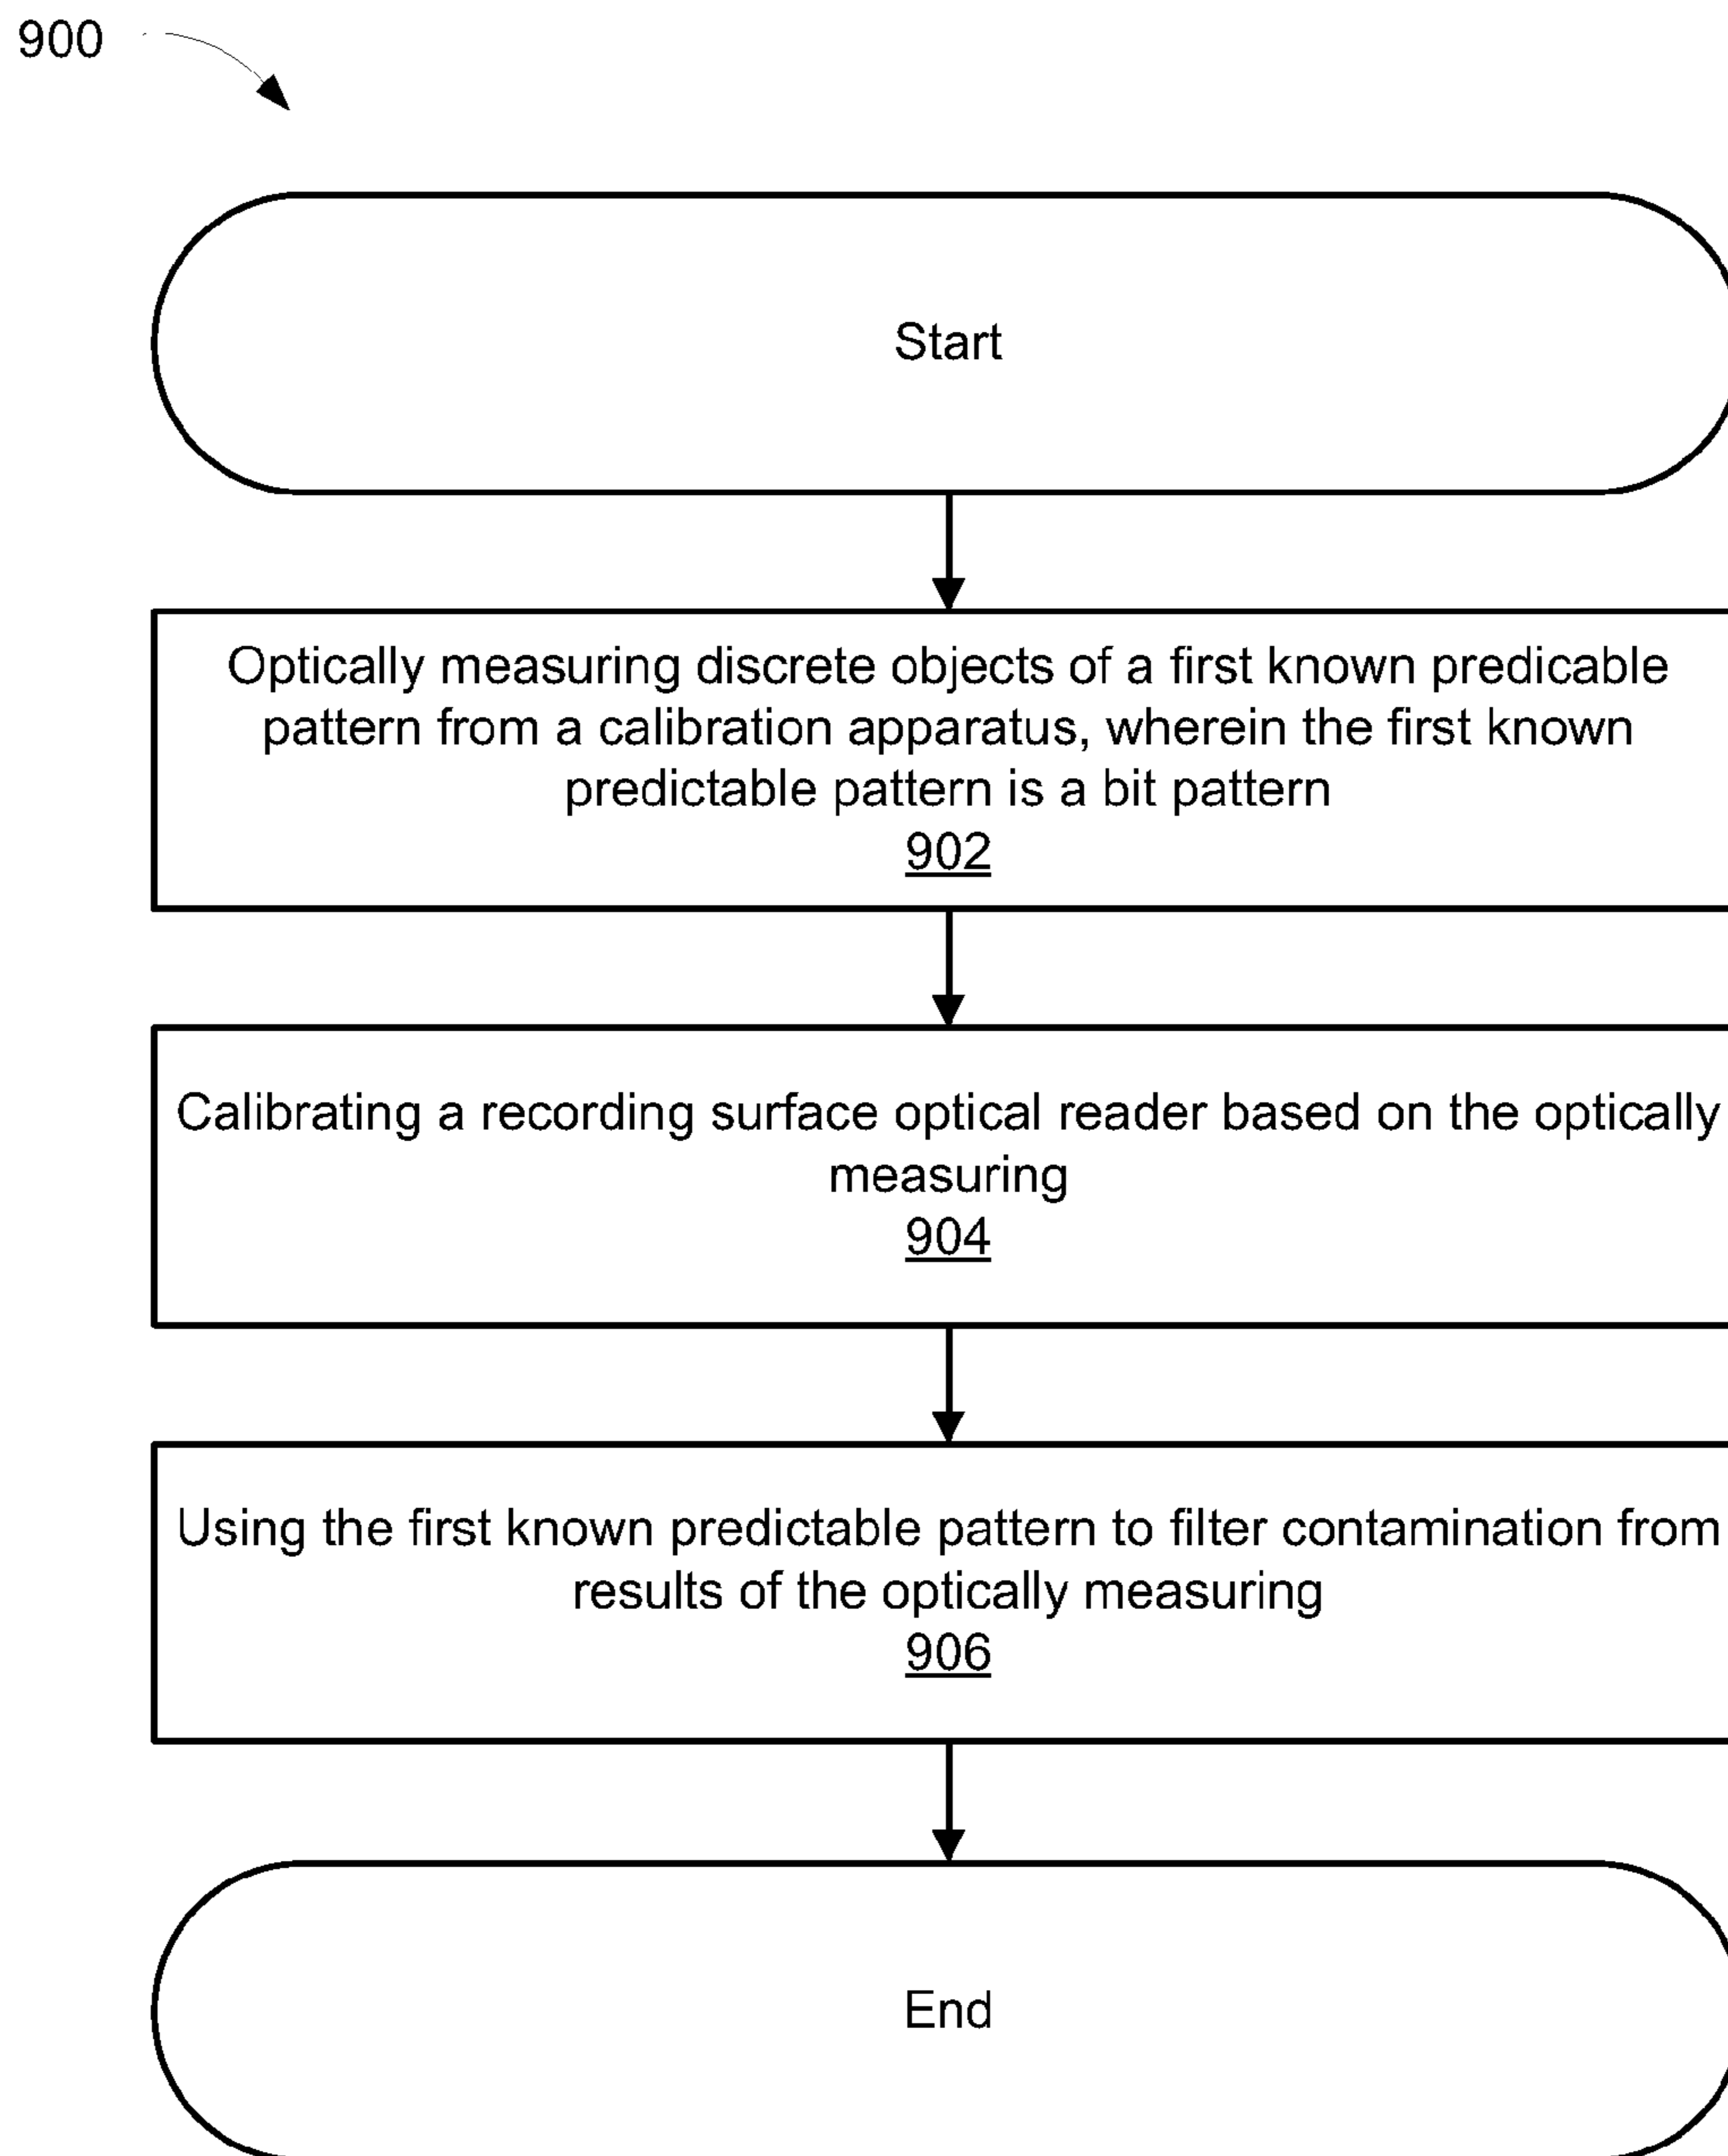 900
Start
Optically measuring discrete objects of a first known predicable
pattern from a calibration apparatus, wherein the first known
predictable pattern is a bit pattern
902
Calibrating a recording surface optical reader based on the optically
measuring
904
Using the first known predictable pattern to filter contamination from
results of the optically measuring
906
End